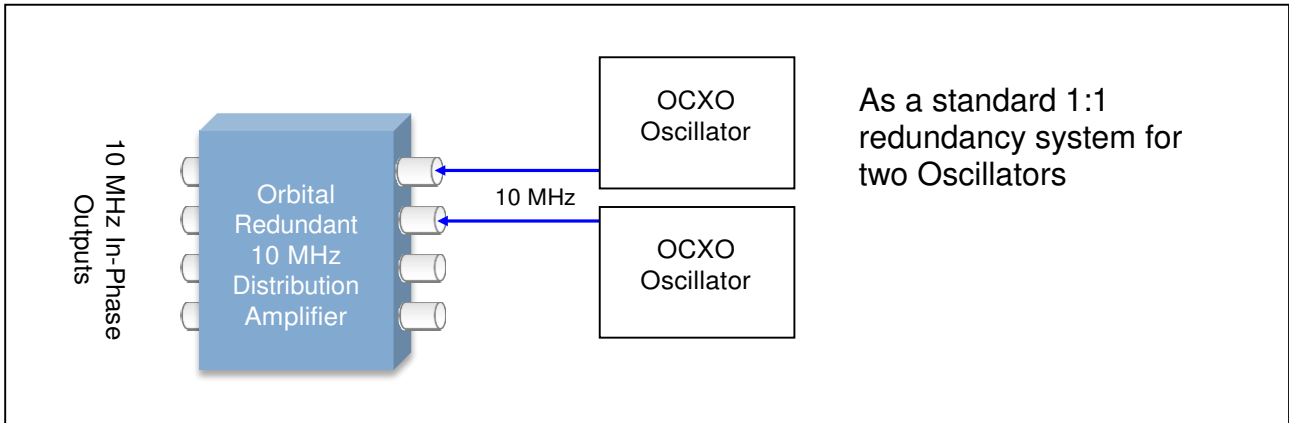 10 MHz In-Phase
Outputs
Orbital
Redundant
10 MHz
Distribution
Amplifier
10 MHz
OCXO
Oscillator
OCXO
Oscillator
As a standard 1:1
redundancy system for
two Oscillators